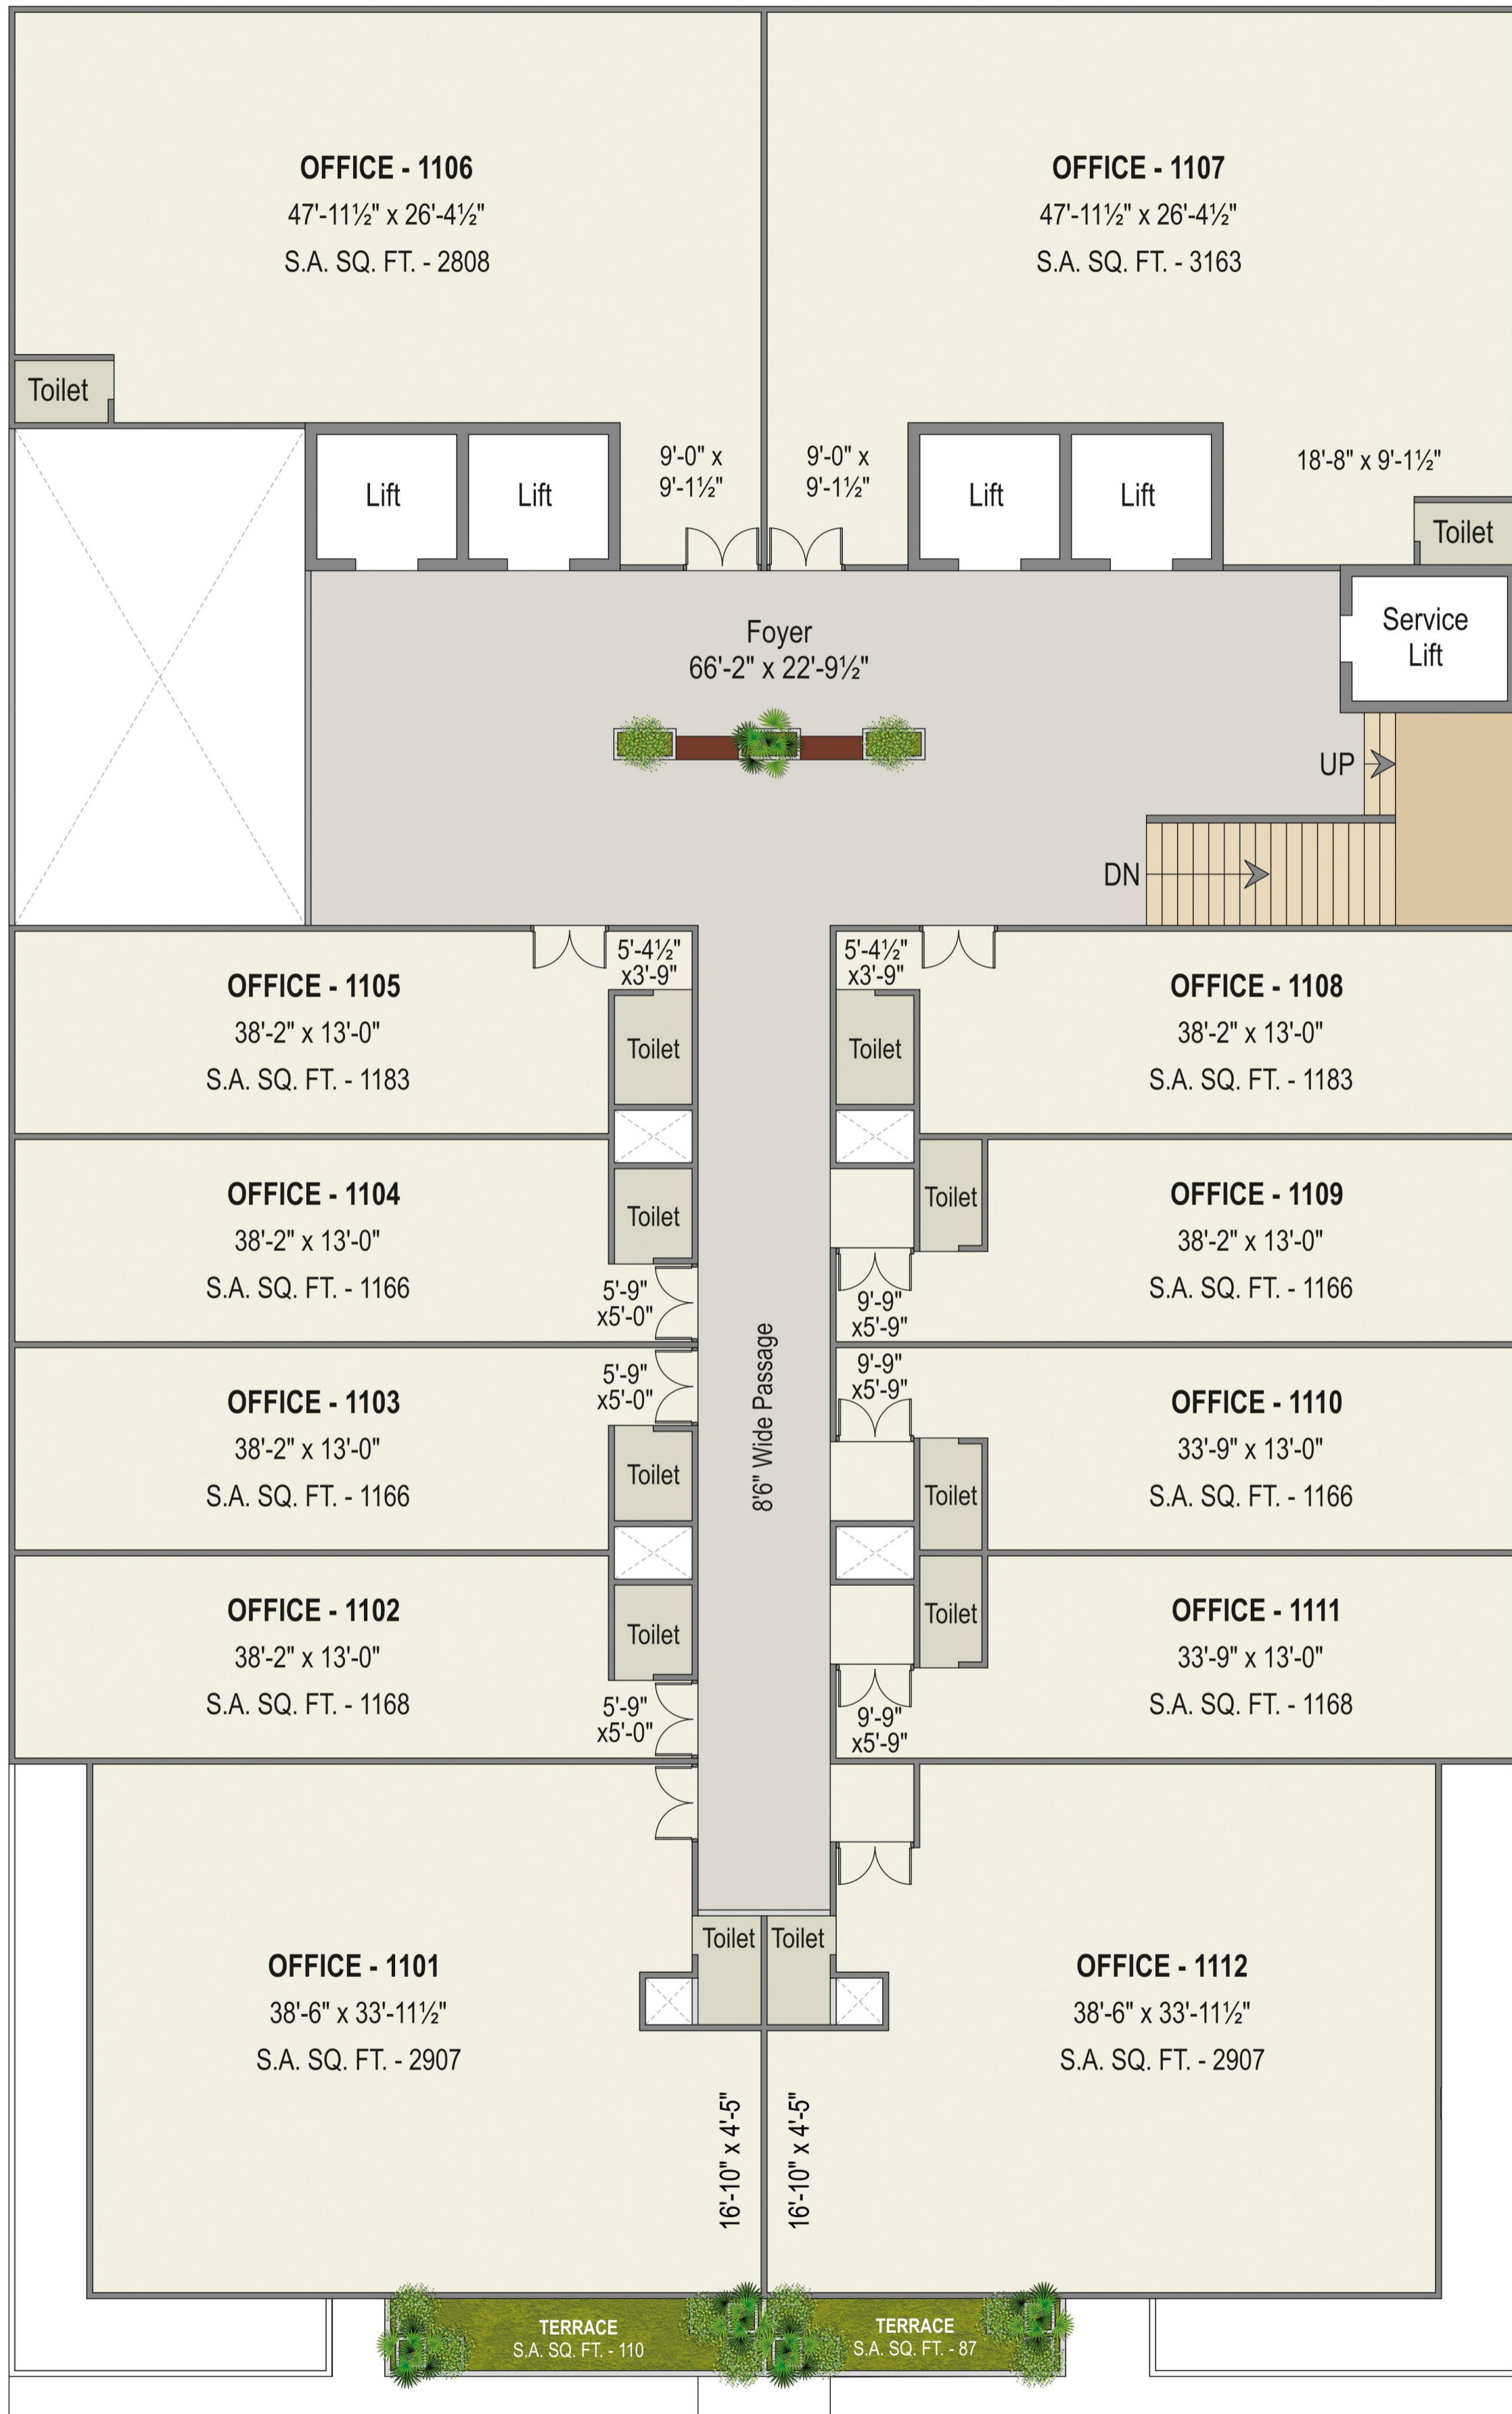 OFFICE - 1106
47'-11½" x 26'-4½"
S.A. SQ. FT. - 2808
OFFICE - 1107
47'-11½" x 26'-4½"
S.A. SQ. FT. - 3163
Toilet
Lift
Lift
9'-0" x
9'-1½"
9'-0" x
9'-1½"
Lift
Lift
18'-8" x 9'-1½"
Toilet
Foyer
66'-2" x 22'-9½"
Service
Lift
UP
DN
OFFICE - 1105
38'-2" x 13'-0"
S.A. SQ. FT. - 1183
5'-4½"
x3'-9"
Toilet
5'-4½"
x3'-9"
Toilet
OFFICE - 1108
38'-2" x 13'-0"
S.A. SQ. FT. - 1183
OFFICE - 1104
38'-2" x 13'-0"
S.A. SQ. FT. - 1166
Toilet
5'-9"
x5'-0"
Toilet
9'-9"
x5'-9"
OFFICE - 1109
38'-2" x 13'-0"
S.A. SQ. FT. - 1166
8'6" Wide Passage
OFFICE - 1103
38'-2" x 13'-0"
S.A. SQ. FT. - 1166
5'-9"
x5'-0"
Toilet
9'-9"
x5'-9"
Toilet
OFFICE - 1110
33'-9" x 13'-0"
S.A. SQ. FT. - 1166
OFFICE - 1102
38'-2" x 13'-0"
S.A. SQ. FT. - 1168
Toilet
5'-9"
x5'-0"
Toilet
9'-9"
x5'-9"
OFFICE - 1111
33'-9" x 13'-0"
S.A. SQ. FT. - 1168
OFFICE - 1101
38'-6" x 33'-11½"
S.A. SQ. FT. - 2907
Toilet
Toilet
OFFICE - 1112
38'-6" x 33'-11½"
S.A. SQ. FT. - 2907
16'-10" x 4'-5"
16'-10" x 4'-5"
TERRACE
S.A. SQ. FT. - 110
TERRACE
S.A. SQ. FT. - 87